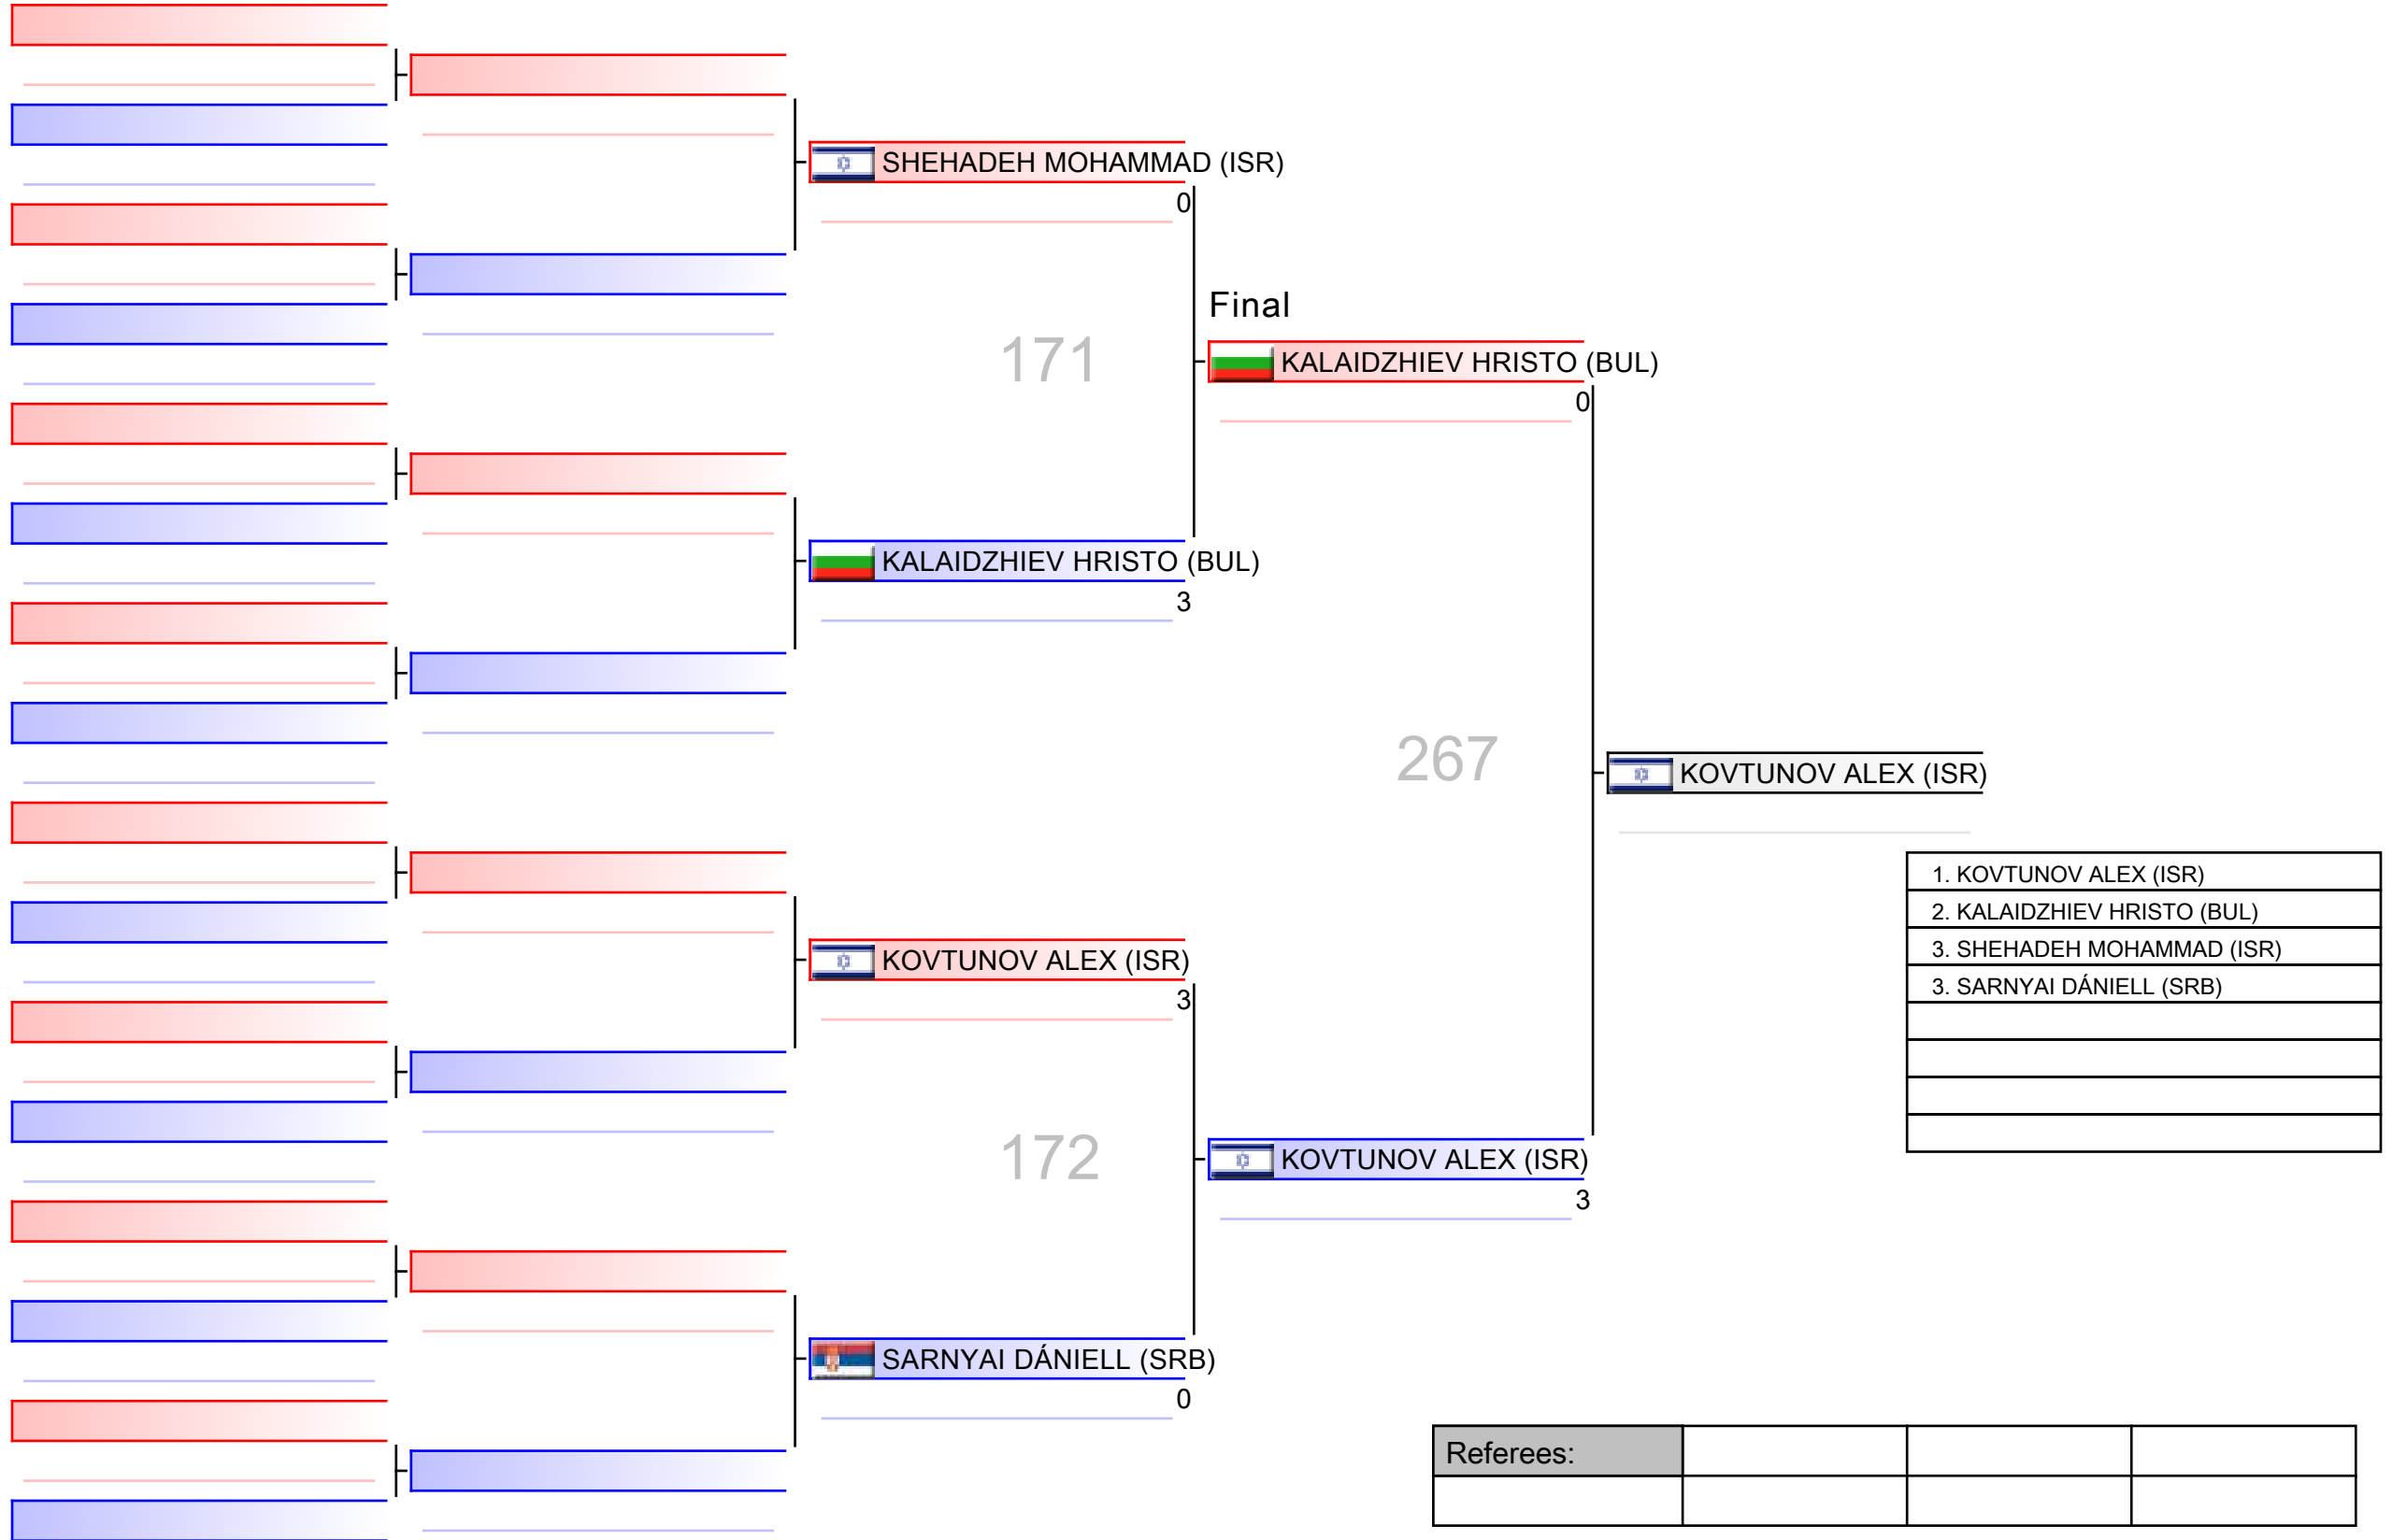 SHEHADEH MOHAMMAD (ISR)
0
Final
171
KALAIDZHIEV HRISTO (BUL)
0
KALAIDZHIEV HRISTO (BUL)
3
267
KOVTUNOV ALEX (ISR)
1. KOVTUNOV ALEX (ISR)
2. KALAIDZHIEV HRISTO (BUL)
3. SHEHADEH MOHAMMAD (ISR)
3. SARNYAI DÁNIELL (SRB)
KOVTUNOV ALEX (ISR)
3
172
KOVTUNOV ALEX (ISR)
3
SARNYAI DÁNIELL (SRB)
0
Referees: